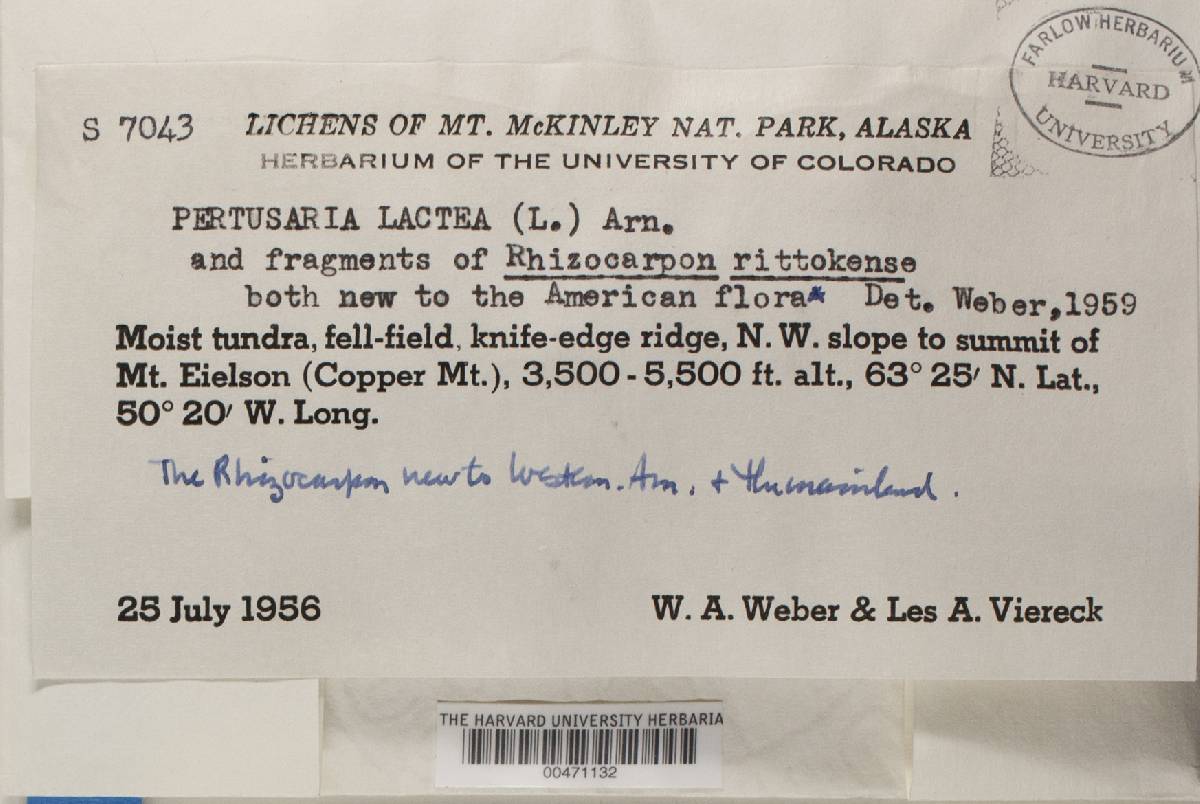 FARLOW HERBARIUM
HARVARD
UNIVERSITY
S 7043
LICHENS OF MT. McKINLEY NAT. PARK, ALASKA
HERBARIUM OF THE UNIVERSITY OF COLORADO
PERTUSARIA LACTEA (L.) Arn.
and fragments of Rhizocarpon rittokense
both new to the American flora* Det. Weber,1959
Moist tundra, fell-field, knife-edge ridge, N. W. slope to summit of
Mt. Eielson (Copper Mt.), 3,500 - 5,500 ft. alt., 63° 25′ N. Lat.,
50° 20′ W. Long.
The Rhizocarpon new to Western. Am. +
25 July 1956
W. A. Weber & Les A. Viereck
THE HARVARD UNIVERSITY HERBARIA
00471132